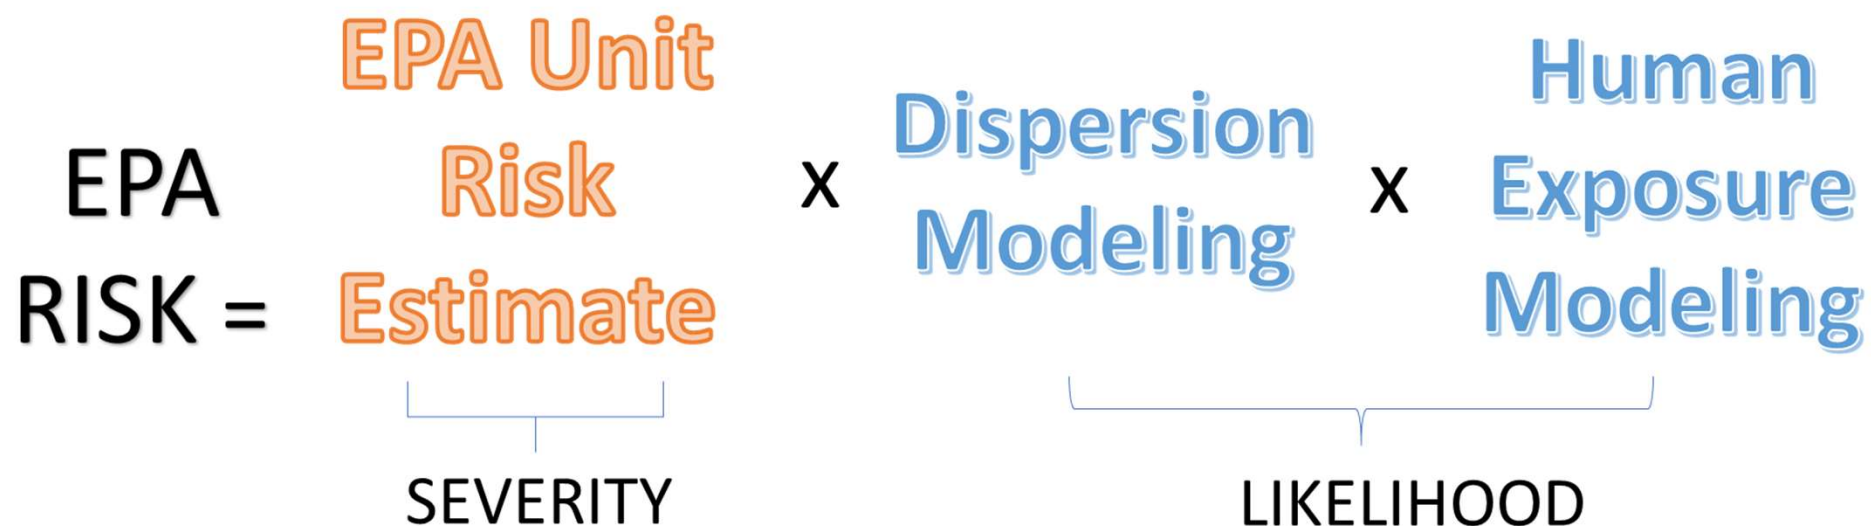 EPA
RISK =
EPA Unit
Risk
Estimate
x
Dispersion
Modeling
x
Human
Exposure
Modeling
SEVERITY
LIKELIHOOD